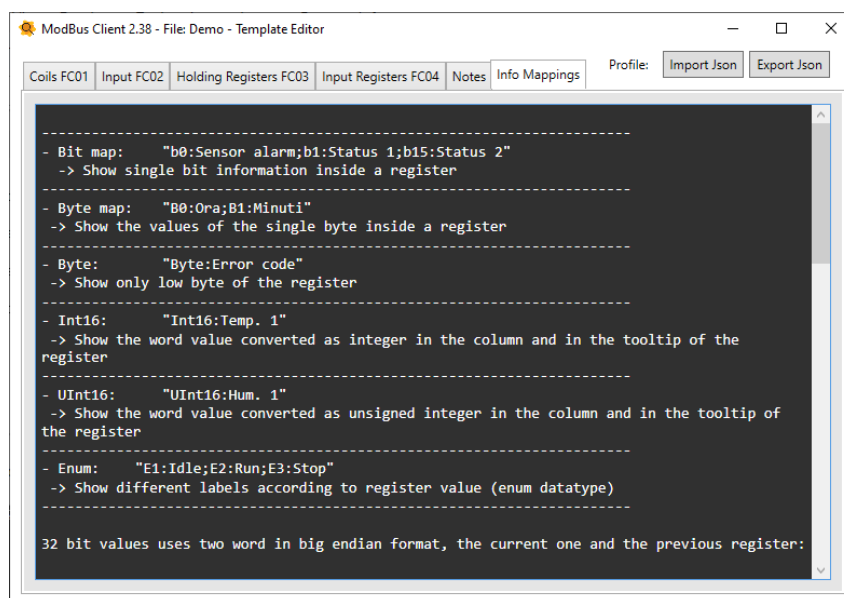 ModBus Client 2.38 - File: Demo - Template Editor
Profile: Import Json Export Json
Coils FC01 Input FC02 Holding Registers FC03 Input Registers FC04 Notes Info Mappings
----------------------------------------------------------------------
- Bit map: "b0:Sensor alarm;b1:Status 1;b15:Status 2"
-> Show single bit information inside a register
----------------------------------------------------------------------
- Byte map: "B0:Ora;B1:Minuti"
-> Show the values of the single byte inside a register
----------------------------------------------------------------------
- Byte: "Byte:Error code"
-> Show only low byte of the register
----------------------------------------------------------------------
- Int16: "Int16:Temp. 1"
-> Show the word value converted as integer in the column and in the tooltip of the
register
----------------------------------------------------------------------
- UInt16: "UInt16:Hum. 1"
-> Show the word value converted as unsigned integer in the column and in the tooltip of
the register
----------------------------------------------------------------------
- Enum: "E1:Idle;E2:Run;E3:Stop"
-> Show different labels according to register value (enum datatype)
----------------------------------------------------------------------
32 bit values uses two word in big endian format, the current one and the previous register: